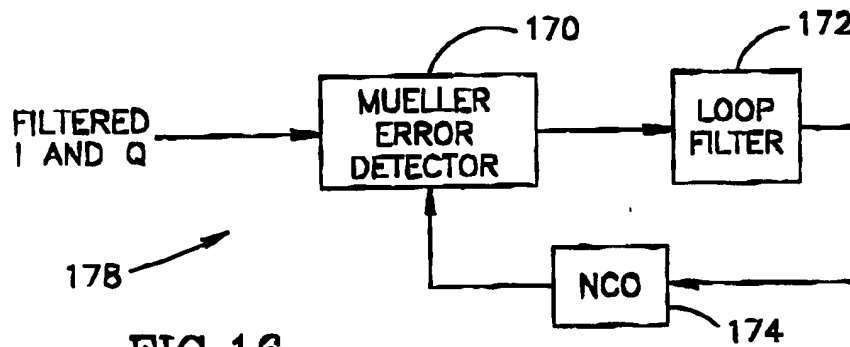 170
172
FILTERED
I AND Q
MUELLER
ERROR
DETECTOR
LOOP
FILTER
178
NCO
174